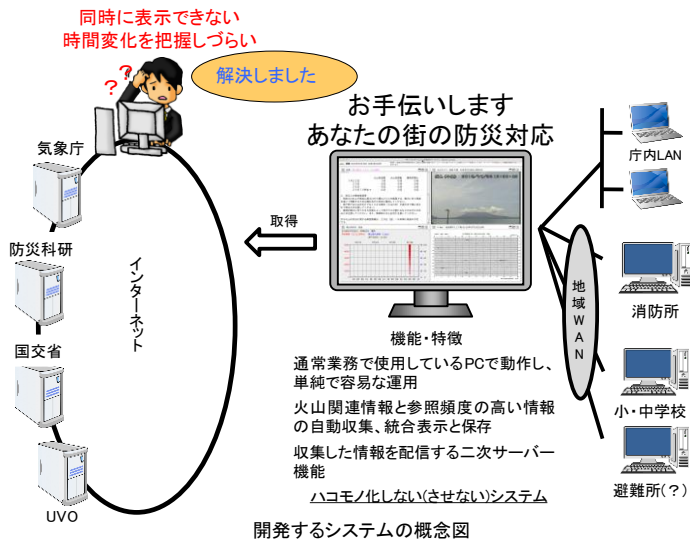 同時に表示できない
時間変化を把握しづらい
?
?
解決しました
お手伝いします
あなたの街の防災対応
気象庁
防災科研
国交省
UVO
インターネット
取得
庁内LAN
地域WAN
消防所
小・中学校
避難所(?)
機能・特徴
通常業務で使用しているPCで動作し、
単純で容易な運用
火山関連情報と参照頻度の高い情報
の自動収集、統合表示と保存
収集した情報を配信する二次サーバー
機能
ハコモノ化しない(させない)システム
開発するシステムの概念図